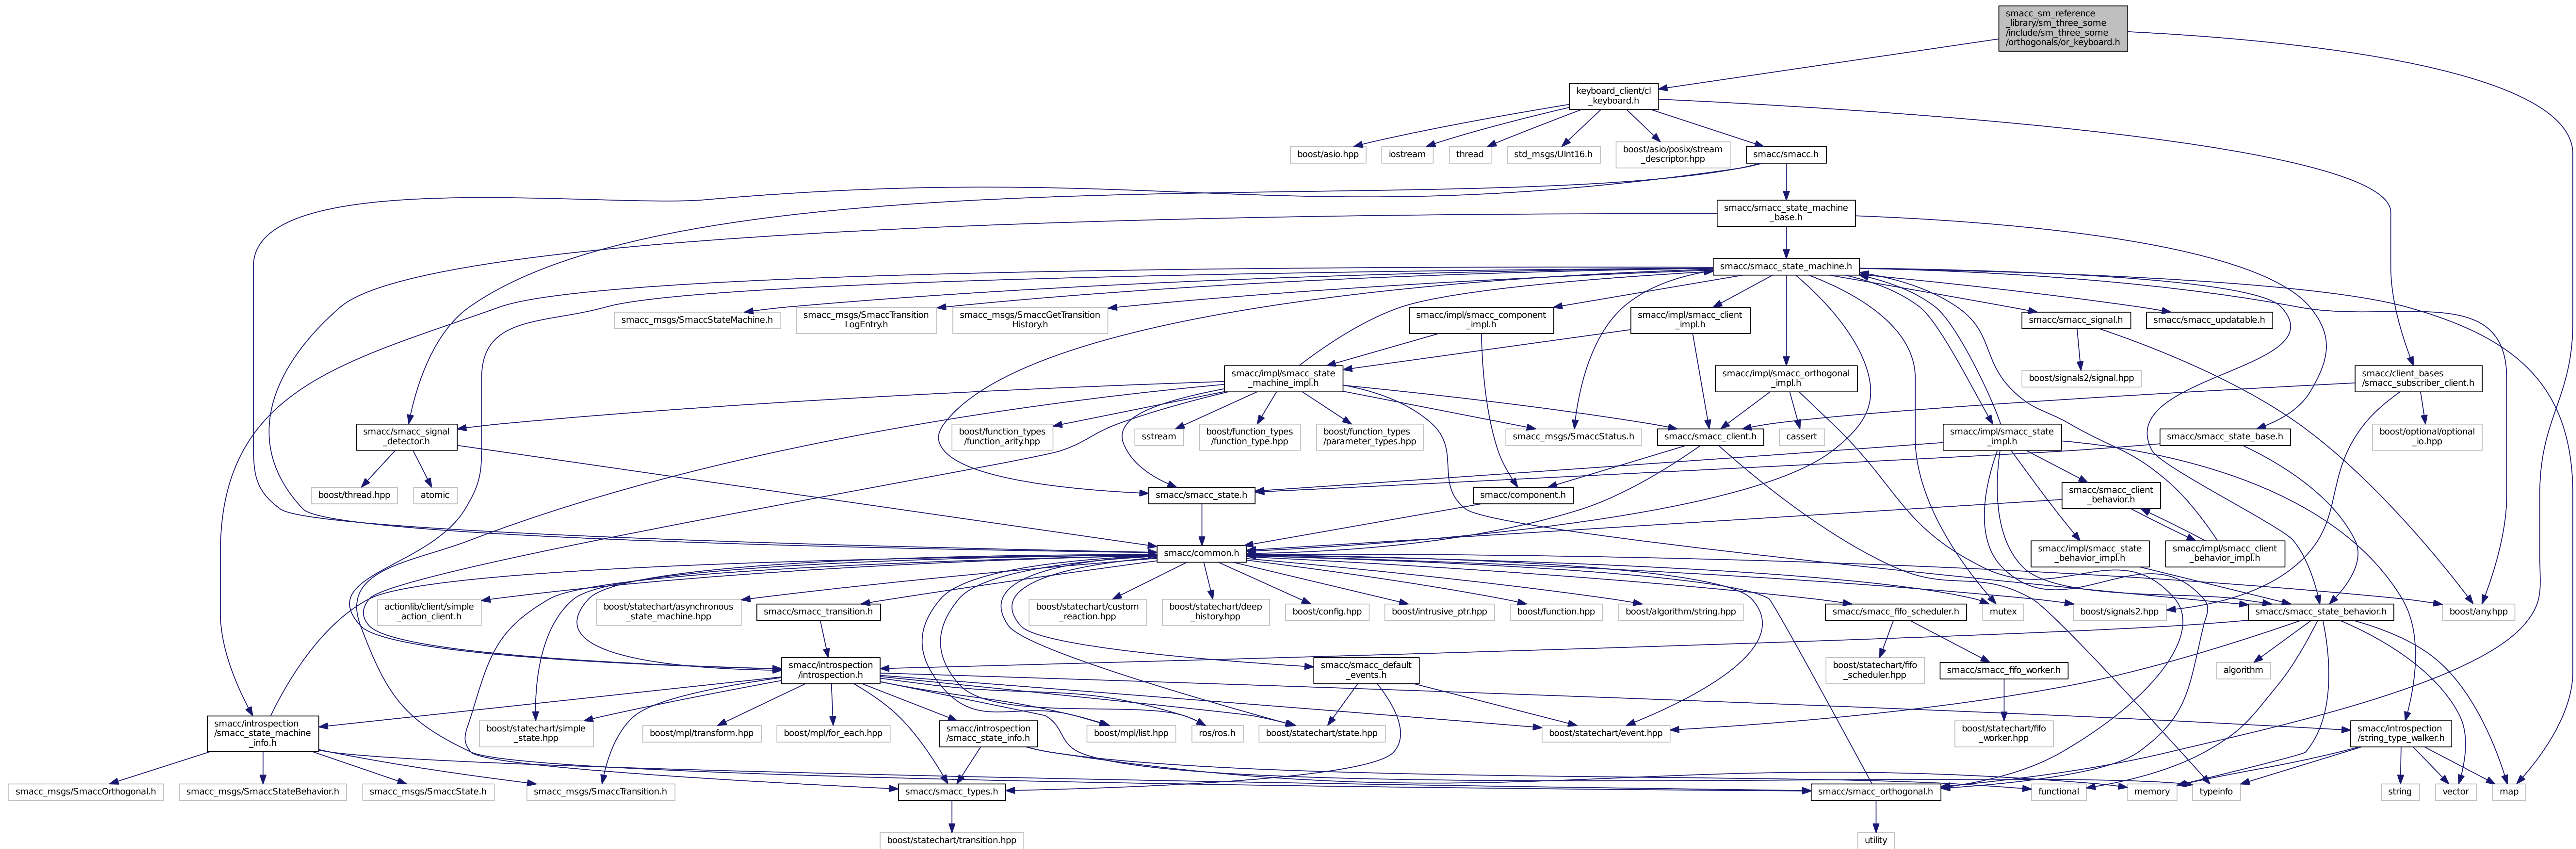 smacc_sm_reference
_library/sm_three_some
/include/sm_three_some
/orthogonals/or_keyboard.h
keyboard_client/cl
_keyboard.h
boost/asio.hpp
iostream
thread
std_msgs/UInt16.h
boost/asio/posix/stream
_descriptor.hpp
smacc/smacc.h
smacc/smacc_state_machine
_base.h
smacc/smacc_state_machine.h
smacc_msgs/SmaccStateMachine.h
smacc_msgs/SmaccTransition
LogEntry.h
smacc_msgs/SmaccGetTransition
History.h
smacc/impl/smacc_component
_impl.h
smacc/impl/smacc_client
_impl.h
smacc/smacc_signal.h
smacc/smacc_updatable.h
smacc/impl/smacc_state
_machine_impl.h
smacc/impl/smacc_orthogonal
_impl.h
boost/signals2/signal.hpp
smacc/client_bases
/smacc_subscriber_client.h
smacc/smacc_signal
_detector.h
boost/function_types
/function_arity.hpp
sstream
boost/function_types
/function_type.hpp
boost/function_types
/parameter_types.hpp
smacc_msgs/SmaccStatus.h
smacc/smacc_client.h
cassert
smacc/impl/smacc_state
_impl.h
smacc/smacc_state_base.h
boost/optional/optional
_io.hpp
boost/thread.hpp
atomic
smacc/smacc_state.h
smacc/component.h
smacc/smacc_client
_behavior.h
smacc/common.h
smacc/impl/smacc_state
_behavior_impl.h
smacc/impl/smacc_client
_behavior_impl.h
actionlib/client/simple
_action_client.h
boost/statechart/asynchronous
_state_machine.hpp
smacc/smacc_transition.h
boost/statechart/custom
_reaction.hpp
boost/statechart/deep
_history.hpp
boost/config.hpp
boost/intrusive_ptr.hpp
boost/function.hpp
boost/algorithm/string.hpp
smacc/smacc_fifo_scheduler.h
mutex
boost/signals2.hpp
smacc/smacc_state_behavior.h
boost/any.hpp
smacc/introspection
/introspection.h
smacc/smacc_default
_events.h
boost/statechart/fifo
_scheduler.hpp
smacc/smacc_fifo_worker.h
algorithm
smacc/introspection
/smacc_state_machine
_info.h
boost/statechart/simple
_state.hpp
boost/mpl/transform.hpp
boost/mpl/for_each.hpp
smacc/introspection
/smacc_state_info.h
boost/mpl/list.hpp
ros/ros.h
boost/statechart/state.hpp
boost/statechart/event.hpp
boost/statechart/fifo
_worker.hpp
smacc/introspection
/string_type_walker.h
smacc_msgs/SmaccOrthogonal.h
smacc_msgs/SmaccStateBehavior.h
smacc_msgs/SmaccState.h
smacc_msgs/SmaccTransition.h
smacc/smacc_types.h
smacc/smacc_orthogonal.h
functional
memory
typeinfo
string
vector
map
boost/statechart/transition.hpp
utility